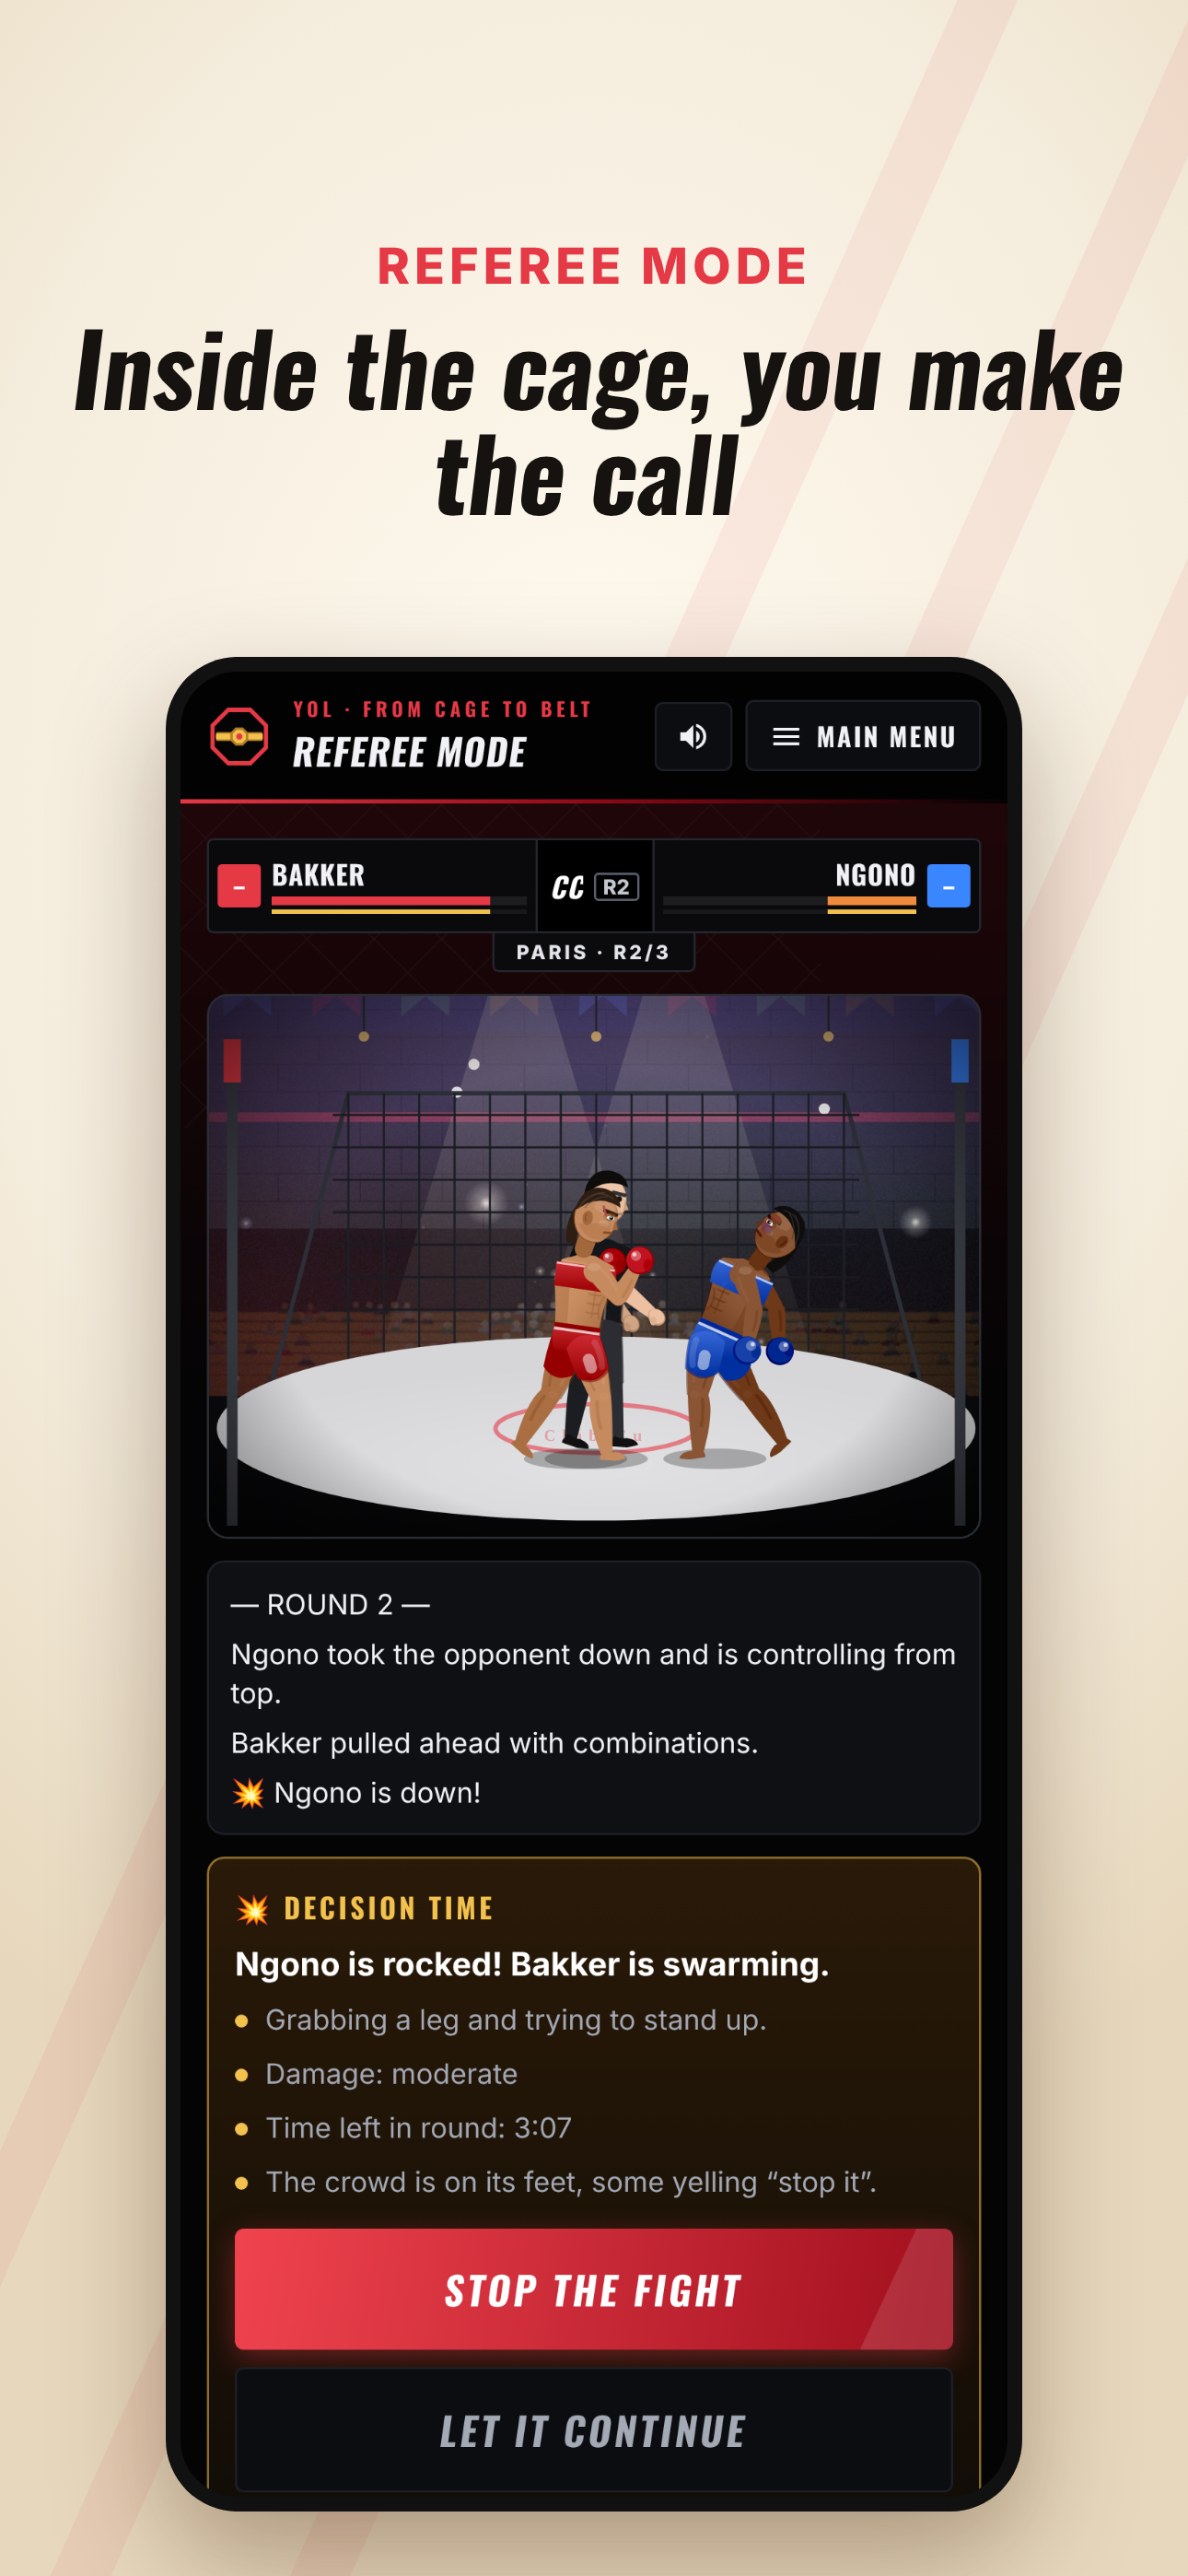 REFEREE MODE
Inside the cage, you make
the call
YOL · FROM CAGE TO BELT
REFEREE MODE
MAIN MENU
– BAKKER
CC R2
NGONO –
PARIS · R2/3
— ROUND 2 —
Ngono took the opponent down and is controlling from
top.
Bakker pulled ahead with combinations.
💥 Ngono is down!
💥 DECISION TIME
Ngono is rocked! Bakker is swarming.
Grabbing a leg and trying to stand up.
Damage: moderate
Time left in round: 3:07
The crowd is on its feet, some yelling “stop it”.
STOP THE FIGHT
LET IT CONTINUE